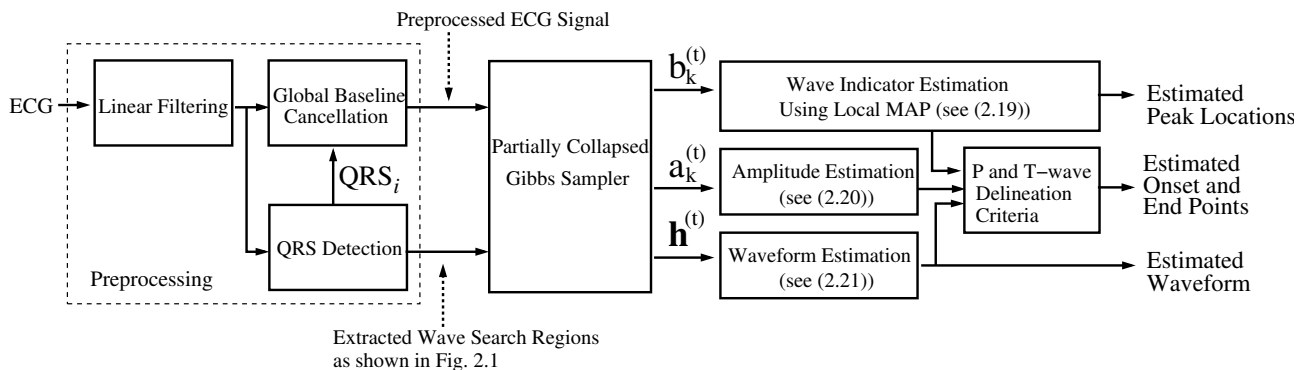 Preprocessed ECG Signal
ECG
Linear Filtering
Global Baseline
Cancellation
QRS_i
QRS Detection
Preprocessing
Extracted Wave Search Regions
as shown in Fig. 2.1
Partially Collapsed
Gibbs Sampler
b_k^(t)
a_k^(t)
h^(t)
Wave Indicator Estimation
Using Local MAP (see (2.19))
Amplitude Estimation
(see (2.20))
Waveform Estimation
(see (2.21))
P and T−wave
Delineation
Criteria
Estimated
Peak Locations
Estimated
Onset and
End Points
Estimated
Waveform